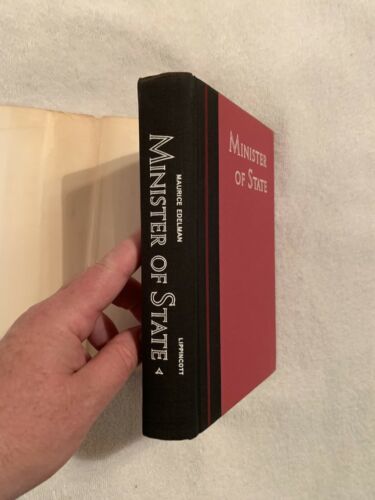 MAURICE EDELMAN
MINISTER OF STATE
LIPPINCOTT
MINISTER
OF STATE